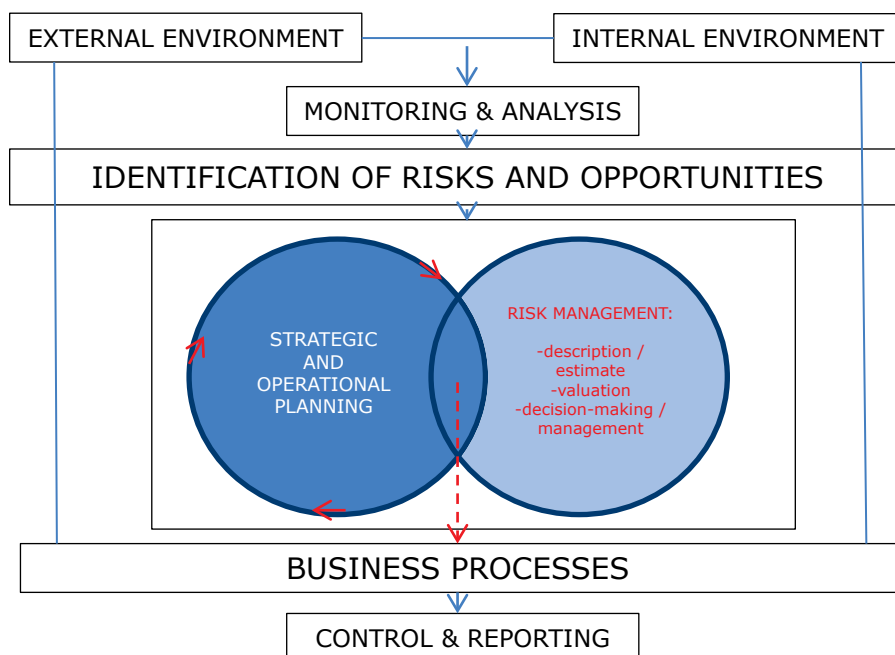 EXTERNAL ENVIRONMENT
INTERNAL ENVIRONMENT
MONITORING & ANALYSIS
IDENTIFICATION OF RISKS AND OPPORTUNITIES
STRATEGIC
AND
OPERATIONAL
PLANNING
RISK MANAGEMENT:
-description /
estimate
-valuation
-decision-making /
management
BUSINESS PROCESSES
CONTROL & REPORTING